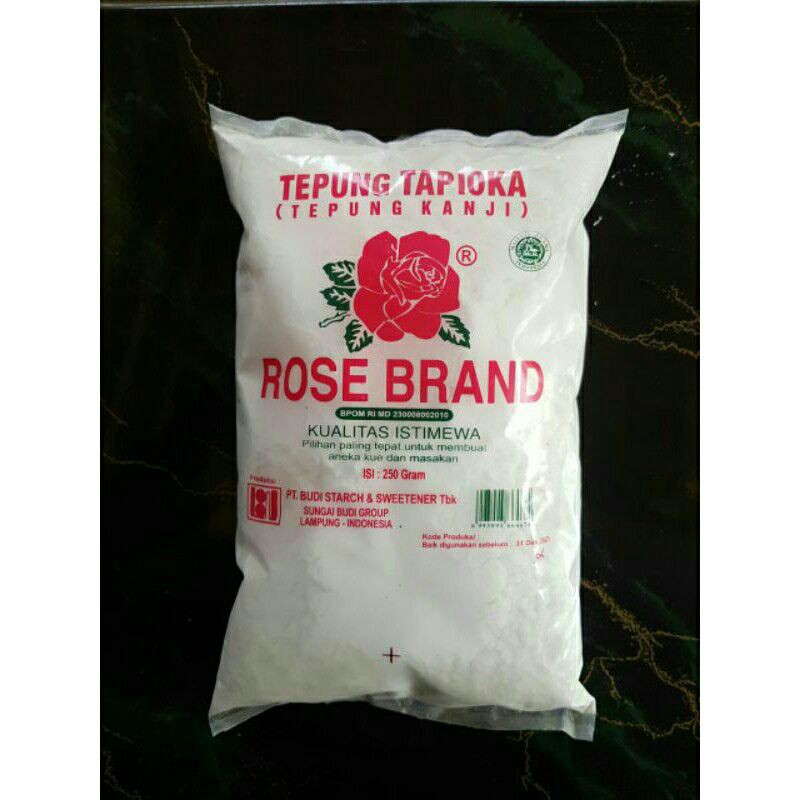 TEPUNG TAPIOKA
(TEPUNG KANJI)
®
ROSE BRAND
BPOM RI MD 230008002010
KUALITAS ISTIMEWA
Pilihan paling tepat untuk membuat
aneka kue dan masakan
ISI : 250 Gram
Produksi
PT. BUDI STARCH & SWEETENER Tbk
SUNGAI BUDI GROUP
LAMPUNG - INDONESIA
Kode Produksi :
Baik digunakan sebelum : 31